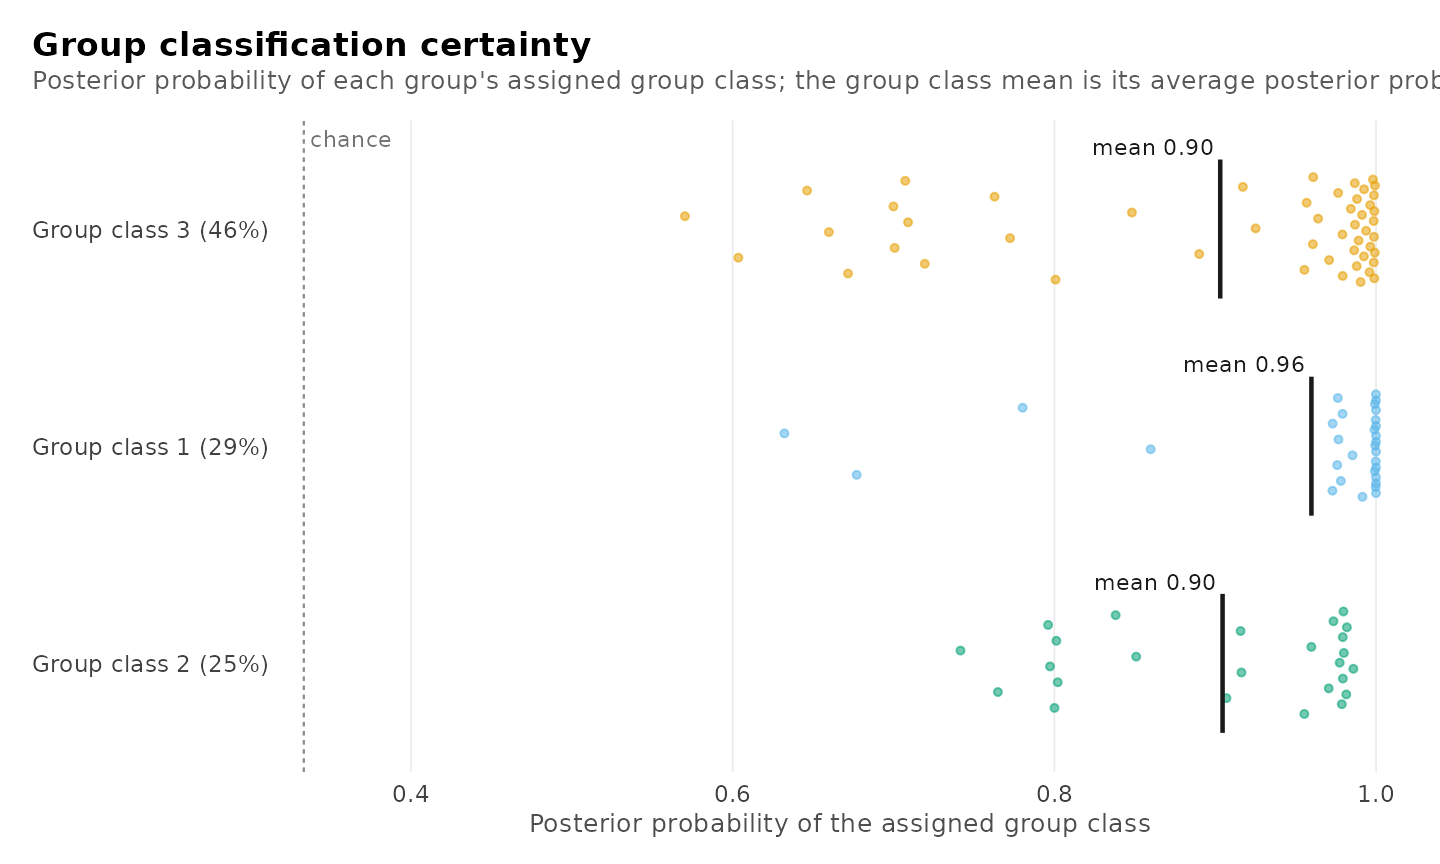 Group classification certainty
Posterior probability of each group's assigned group class; the group class mean is its average posterior
chance
mean 0.90
Group class 3 (46%)
mean 0.96
Group class 1 (29%)
mean 0.90
Group class 2 (25%)
0.4 0.6 0.8 1.0
Posterior probability of the assigned group class